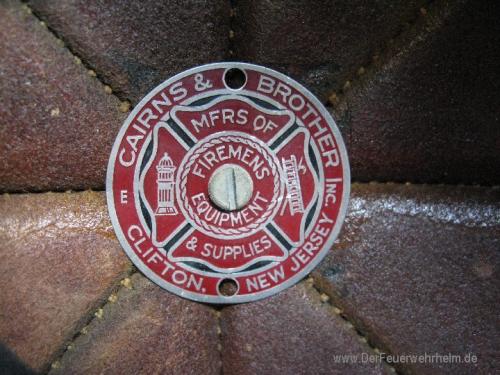 CAIRNS & BROTHER INC.
CLIFTON, NEW JERSEY
E
MFRS OF
FIREMENS
EQUIPMENT
& SUPPLIES
www.DerFeuerwehrhelm.de